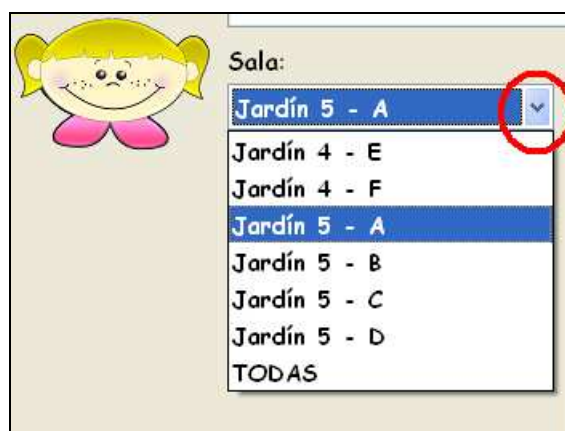 Sala:
Jardín 5 - A
Jardín 4 - E
Jardín 4 - F
Jardín 5 - A
Jardín 5 - B
Jardín 5 - C
Jardín 5 - D
TODAS